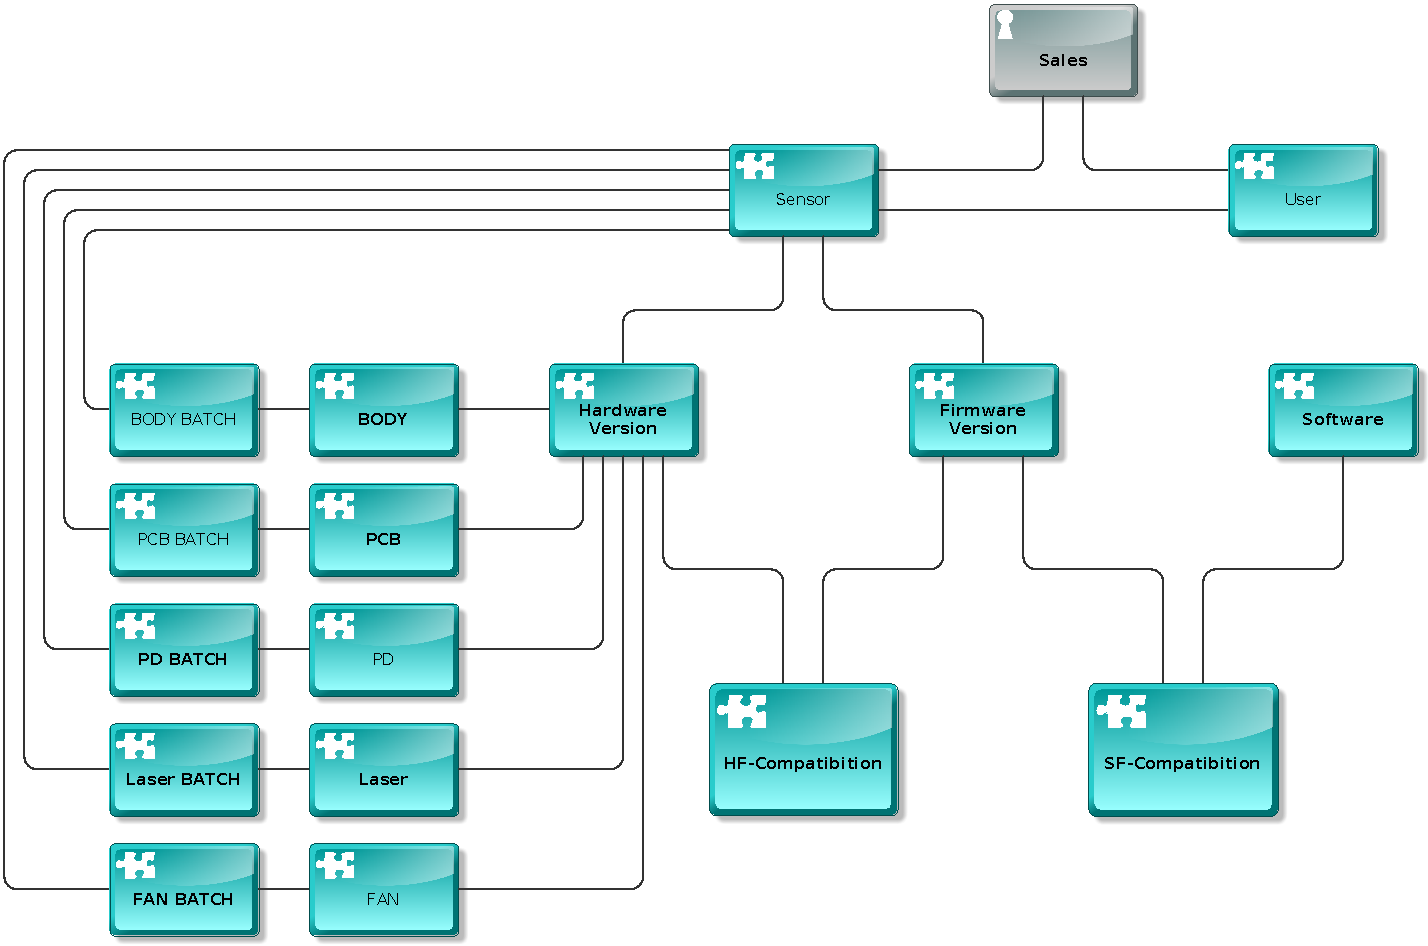 Sales
Sensor
User
BODY BATCH
BODY
Hardware
Version
Firmware
Version
Software
PCB BATCH
PCB
PD BATCH
PD
Laser BATCH
Laser
HF-Compatibition
SF-Compatibition
FAN BATCH
FAN